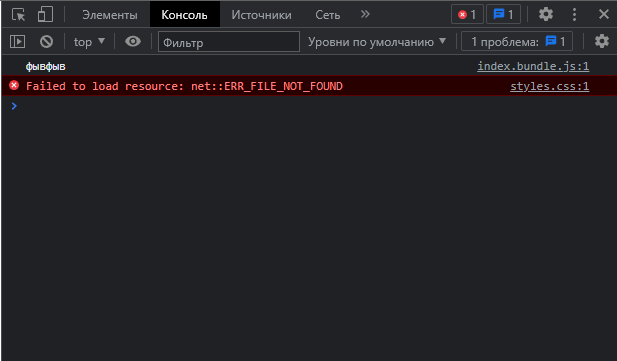 Элементы Консоль Источники Сеть 1 1
top Фильтр Уровни по умолчанию 1 проблема: 1
фывфыв index.bundle.js:1
Failed to load resource: net::ERR_FILE_NOT_FOUND styles.css:1